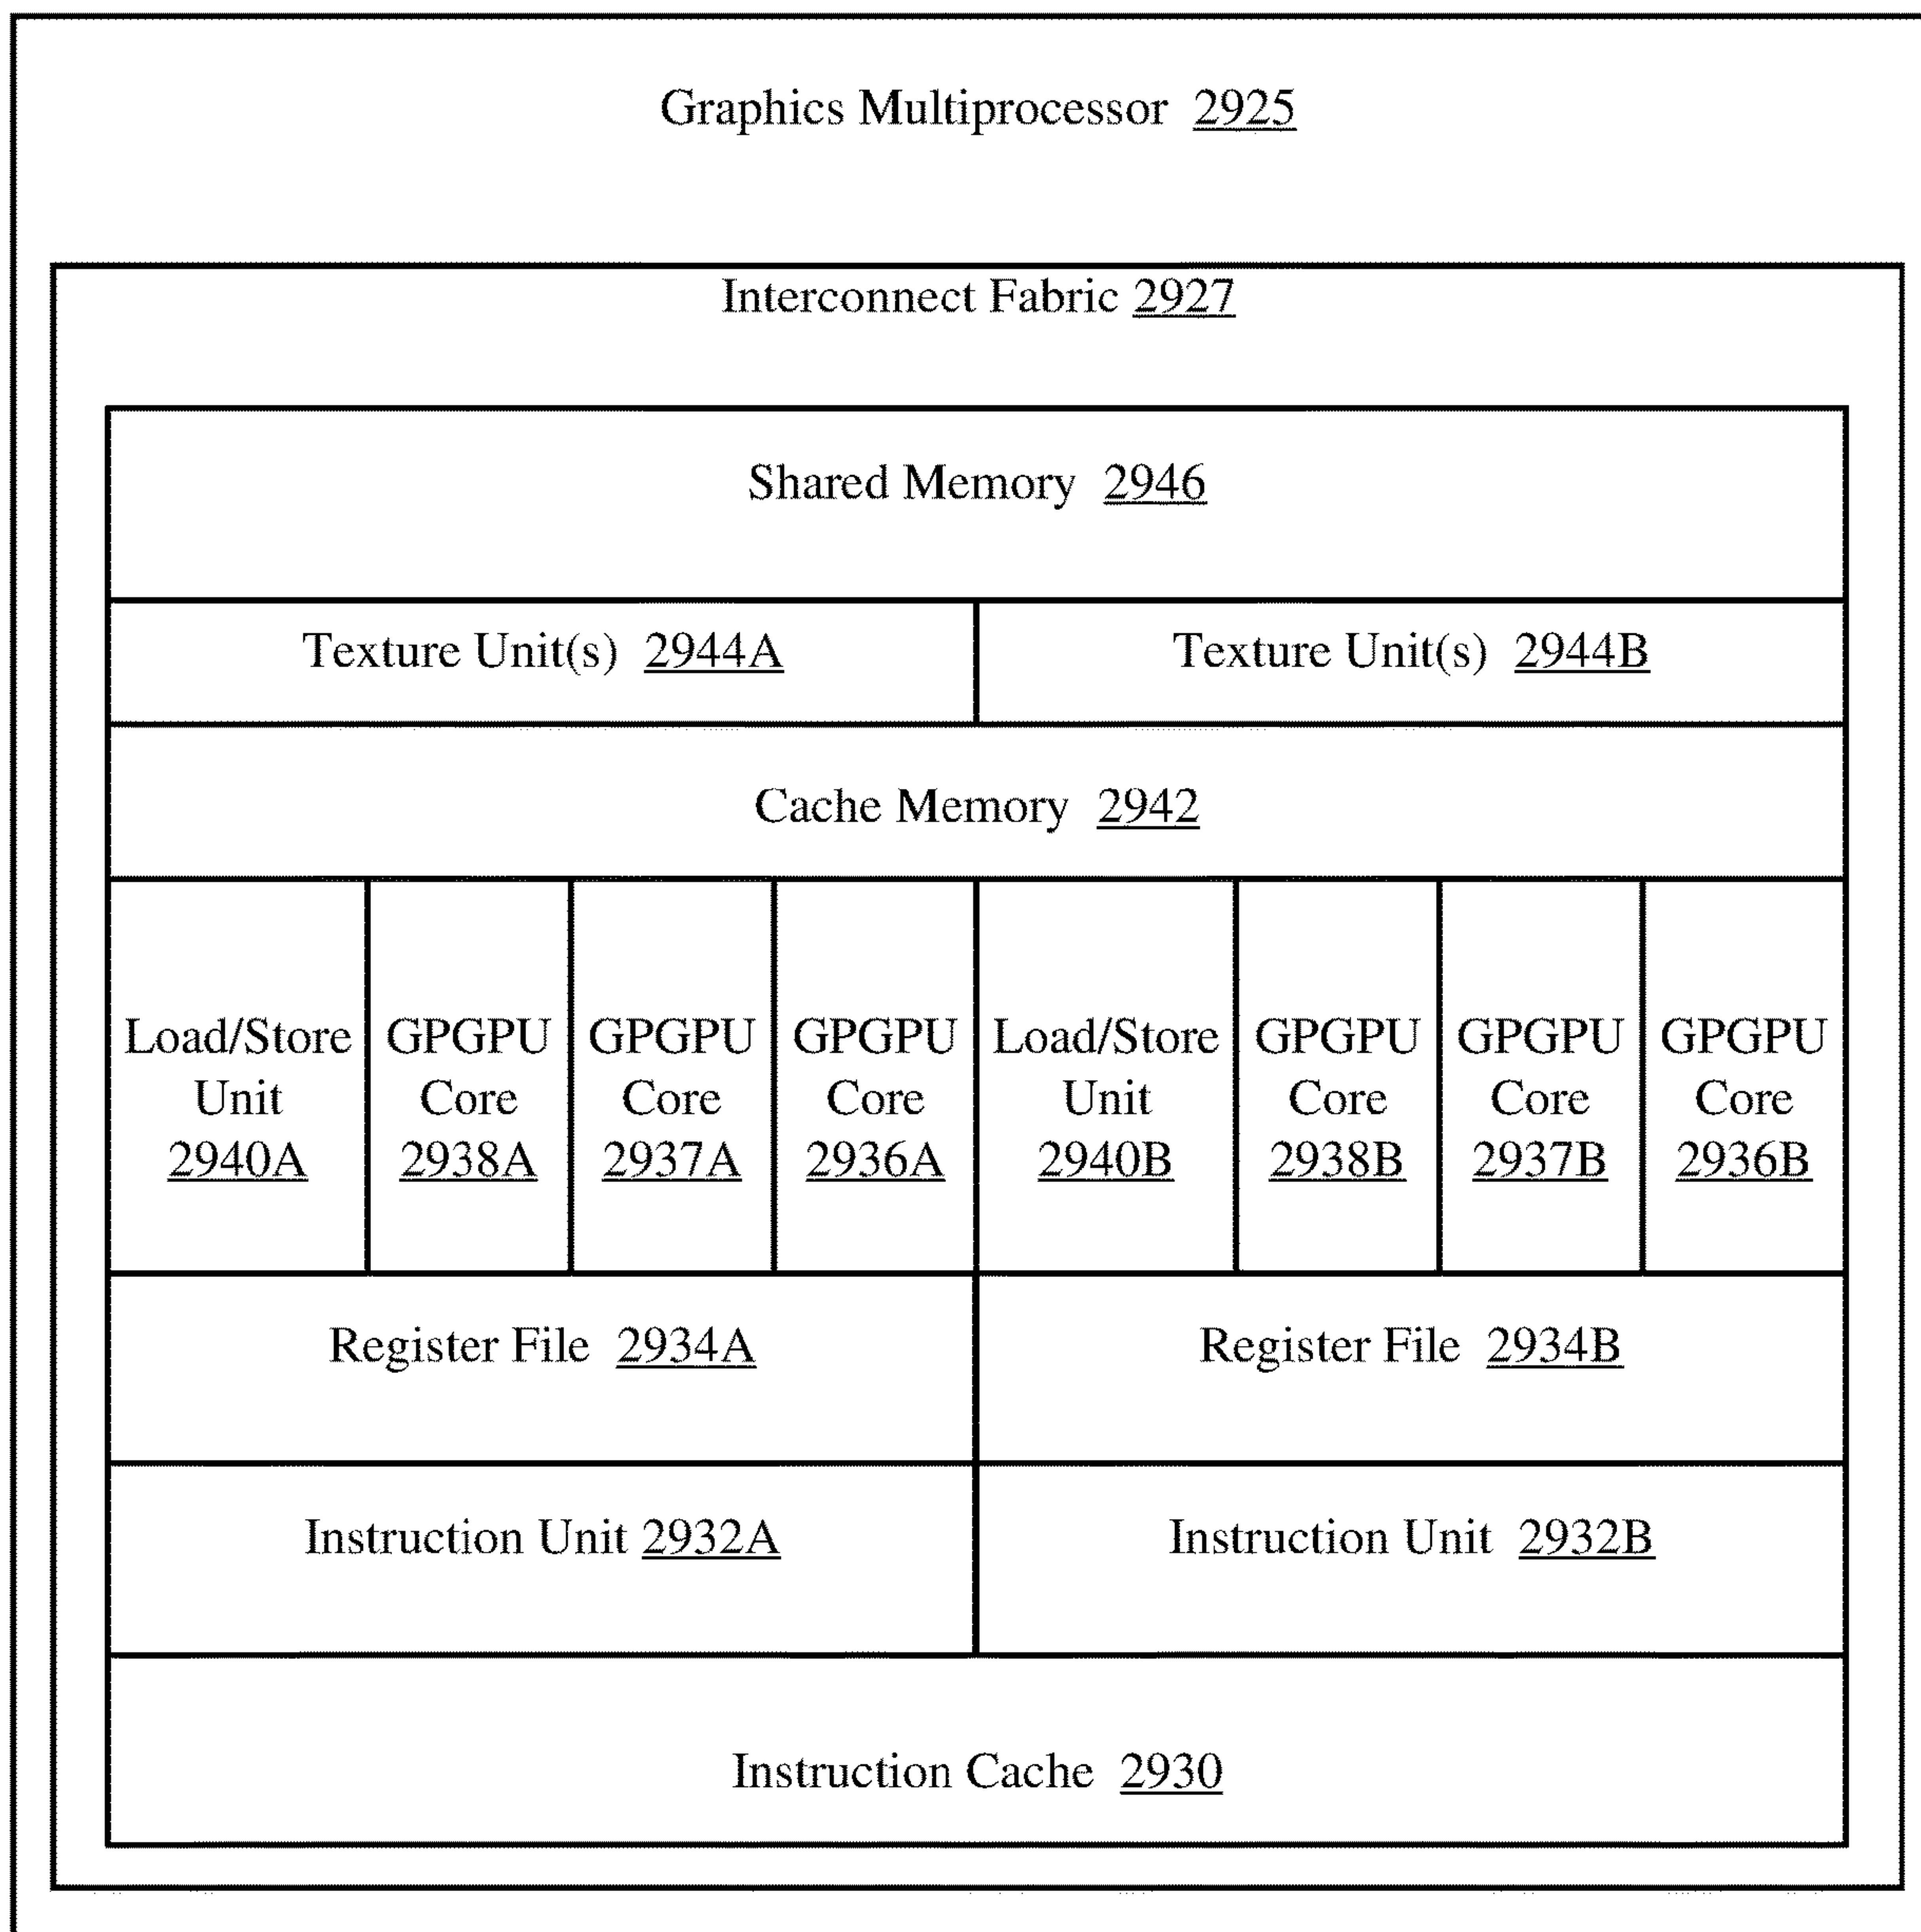 Graphics Multiprocessor 2925
Interconnect Fabric 2927
Shared Memory 2946
Texture Unit(s) 2944A
Texture Unit(s) 2944B
Cache Memory 2942
Load/Store
Unit
2940A
GPGPU
Core
2938A
GPGPU
Core
2937A
GPGPU
Core
2936A
Load/Store
Unit
2940B
GPGPU
Core
2938B
GPGPU
Core
2937B
GPGPU
Core
2936B
Register File 2934A
Register File 2934B
Instruction Unit 2932A
Instruction Unit 2932B
Instruction Cache 2930